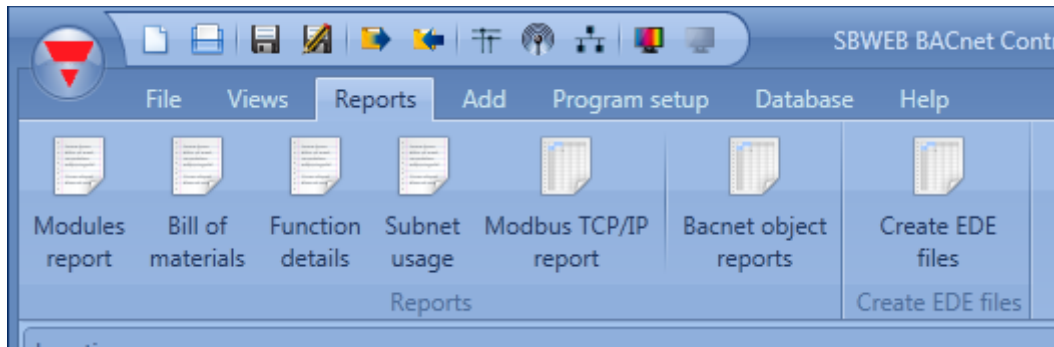 SBWEB BACnet Contr
File Views Reports Add Program setup Database Help
Modules report
Bill of materials
Function details
Subnet usage
Modbus TCP/IP report
Bacnet object reports
Create EDE files
Reports
Create EDE files